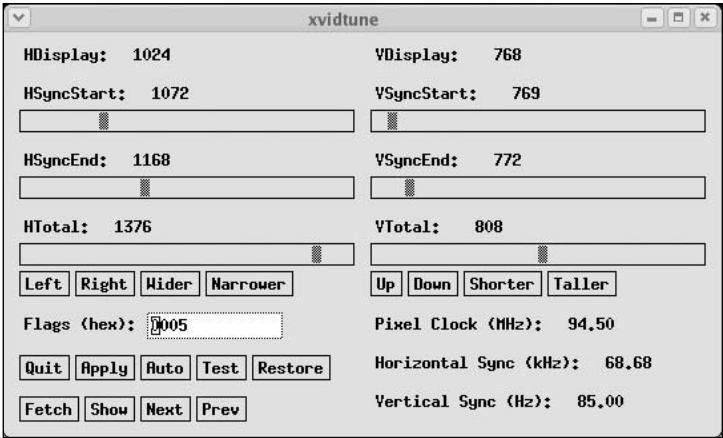 xvidtune
HDisplay: 1024 VDisplay: 768
HSyncStart: 1072 VSyncStart: 769
HSyncEnd: 1168 VSyncEnd: 772
HTotal: 1376 VTotal: 808
Left Right Wider Narrower Up Down Shorter Taller
Flags (hex): 0005 Pixel Clock (MHz): 94.50
Quit Apply Auto Test Restore Horizontal Sync (kHz): 68.68
Fetch Show Next Prev Vertical Sync (Hz): 85.00